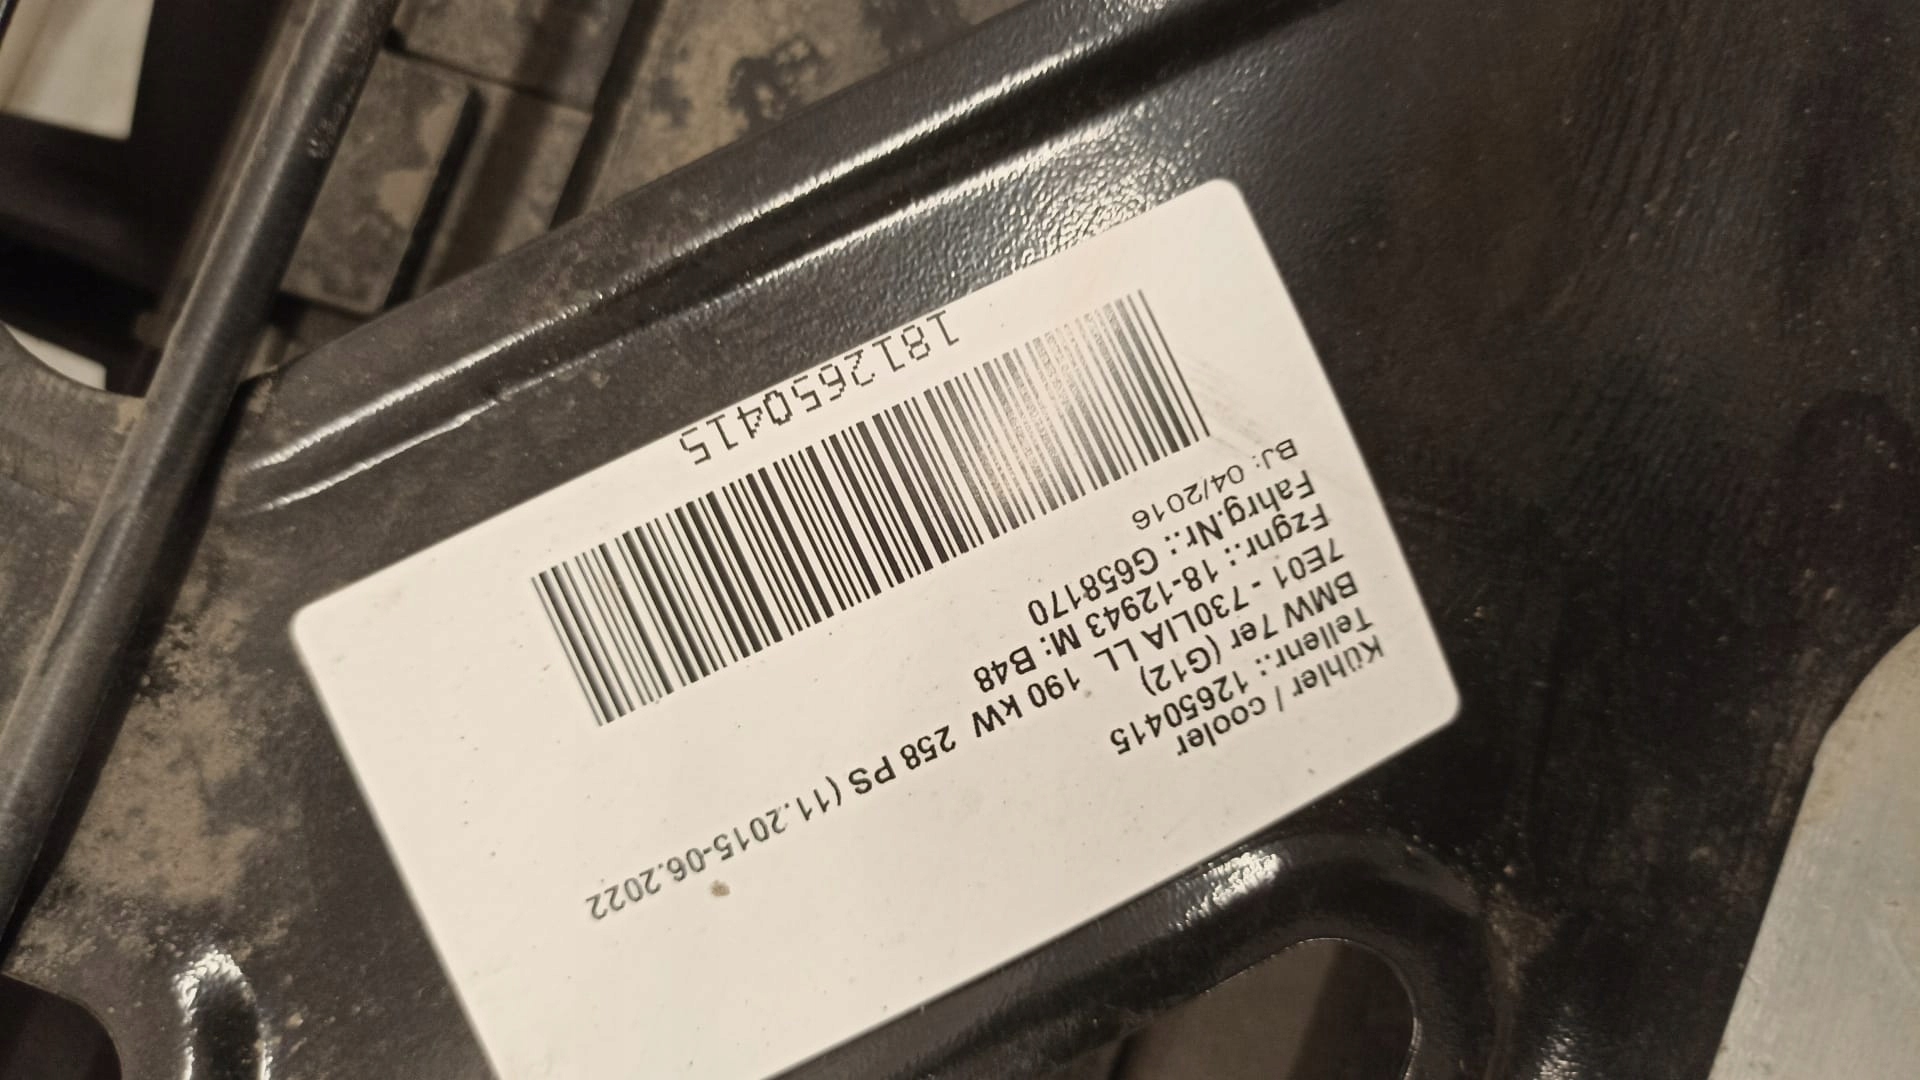 Kühler / cooler
Teilenr.: 12650415
BMW 7er (G12)
7E01 - 730LIA LL 190 kW 258 PS (11.2015-06.2022
Fzgnr.: 18-12943 M: B48
Fahrg.Nr.: G658170
BJ: 04/2016
1812650415